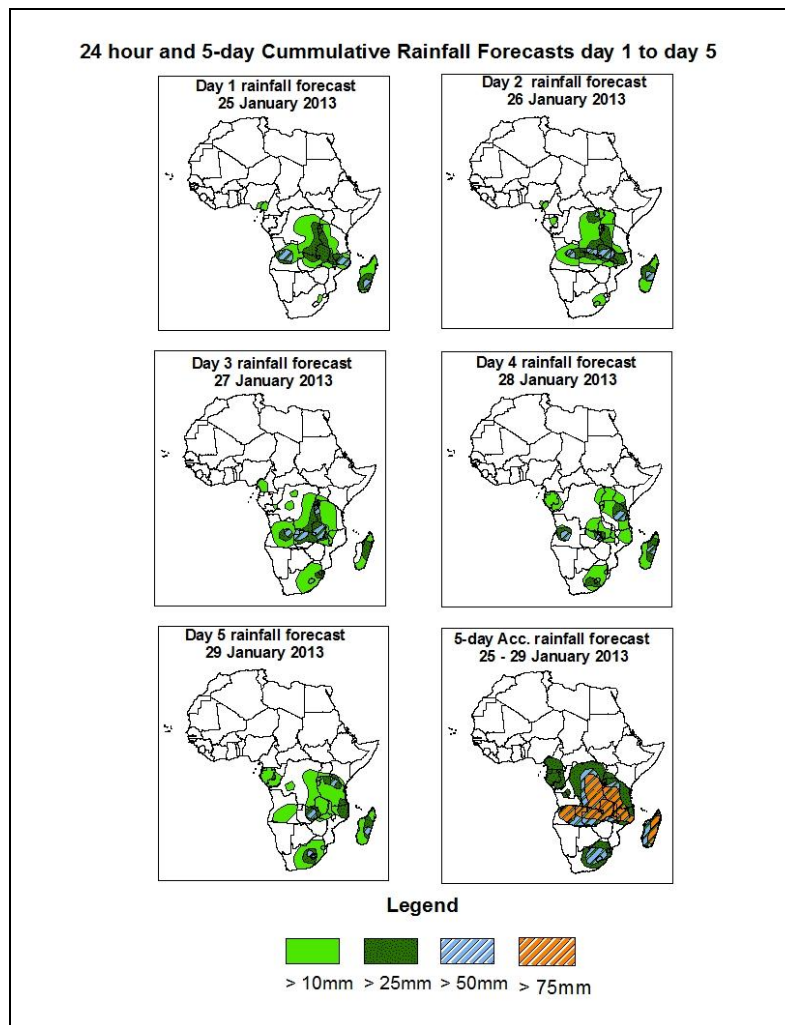 24 hour and 5-day Cummulative Rainfall Forecasts day 1 to day 5
Day 1 rainfall forecast
25 January 2013
Day 2 rainfall forecast
26 January 2013
Day 3 rainfall forecast
27 January 2013
Day 4 rainfall forecast
28 January 2013
Day 5 rainfall forecast
29 January 2013
5-day Acc. rainfall forecast
25 - 29 January 2013
Legend
> 10mm > 25mm > 50mm > 75mm